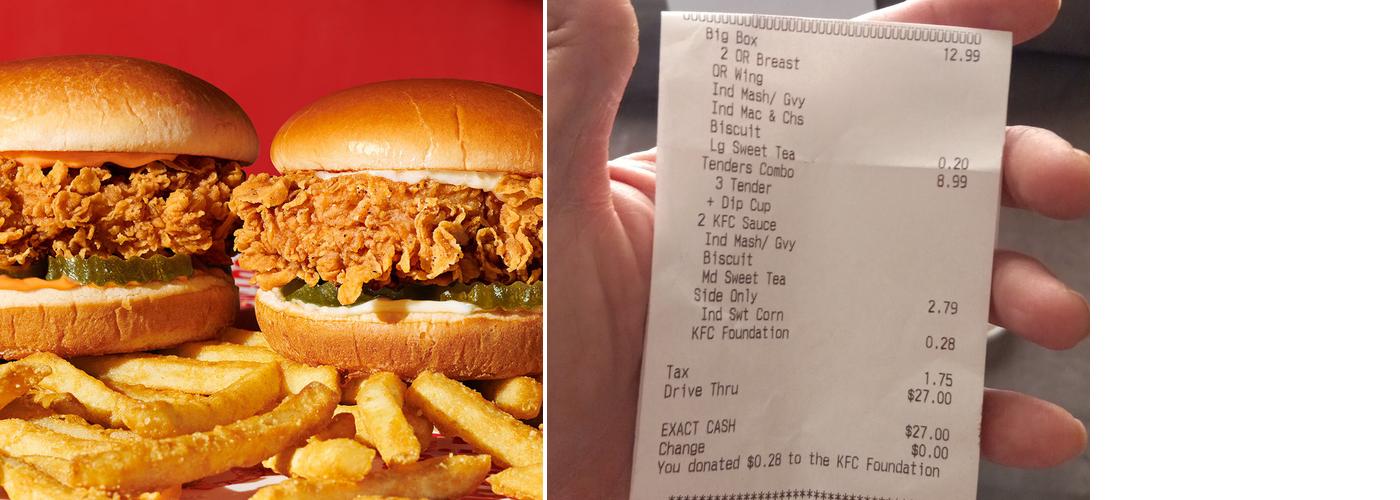 Big Box 12.99
2 OR Breast
OR Wing
Ind Mash/ Gvy
Ind Mac & Chs
Biscuit
Lg Sweet Tea 0.20
Tenders Combo 8.99
3 Tender
+ Dip Cup
2 KFC Sauce
Ind Mash/ Gvy
Biscuit
Md Sweet Tea
Side Only 2.79
Ind Swt Corn
KFC Foundation 0.28
Tax 1.75
Drive Thru $27.00
EXACT CASH $27.00
Change $0.00
You donated $0.28 to the KFC Foundation